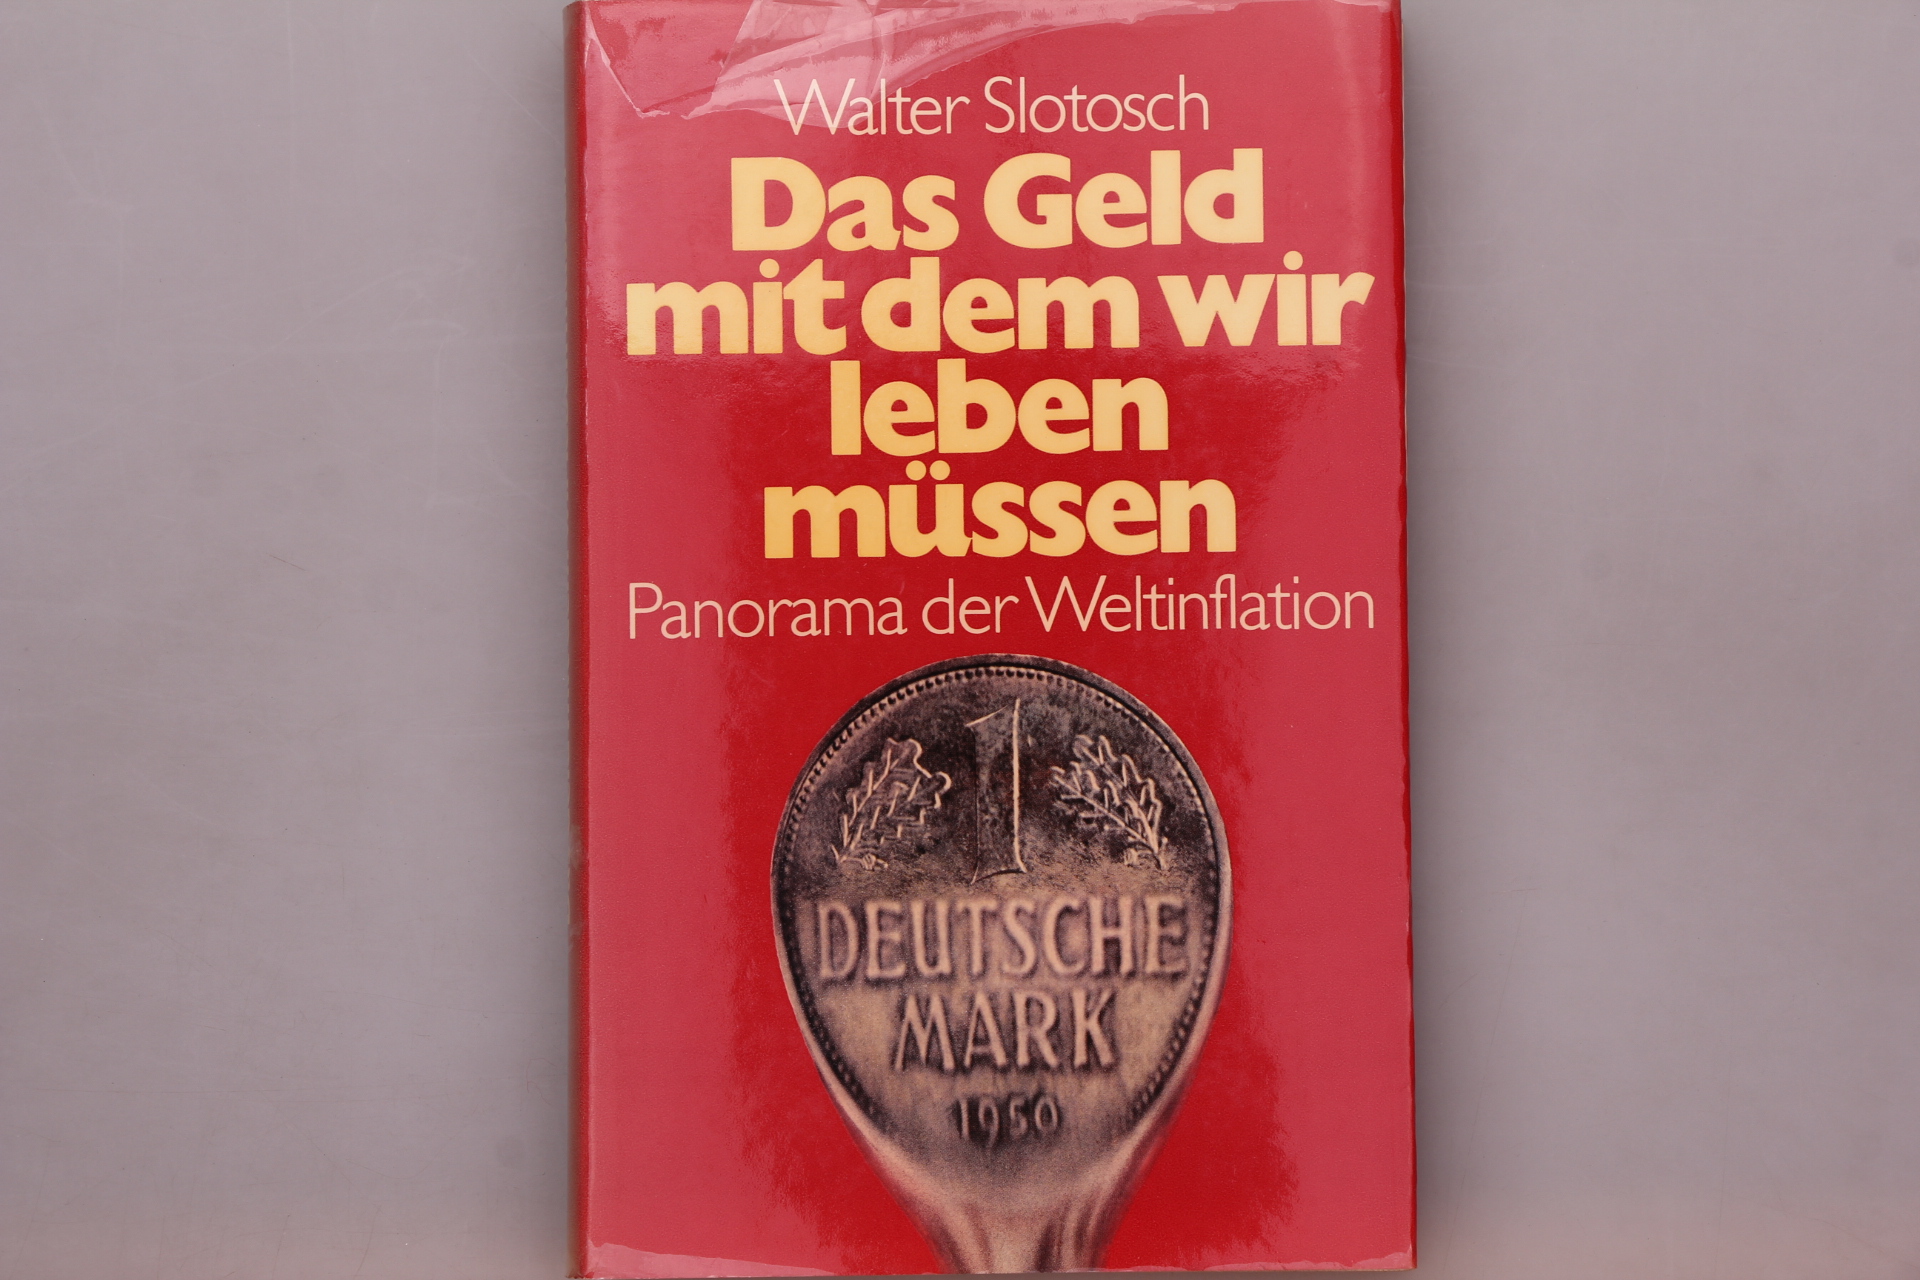 Walter Slotosch
Das Geld
mit dem wir
leben
müssen
Panorama der Weltinflation
1
DEUTSCHE
MARK
1950